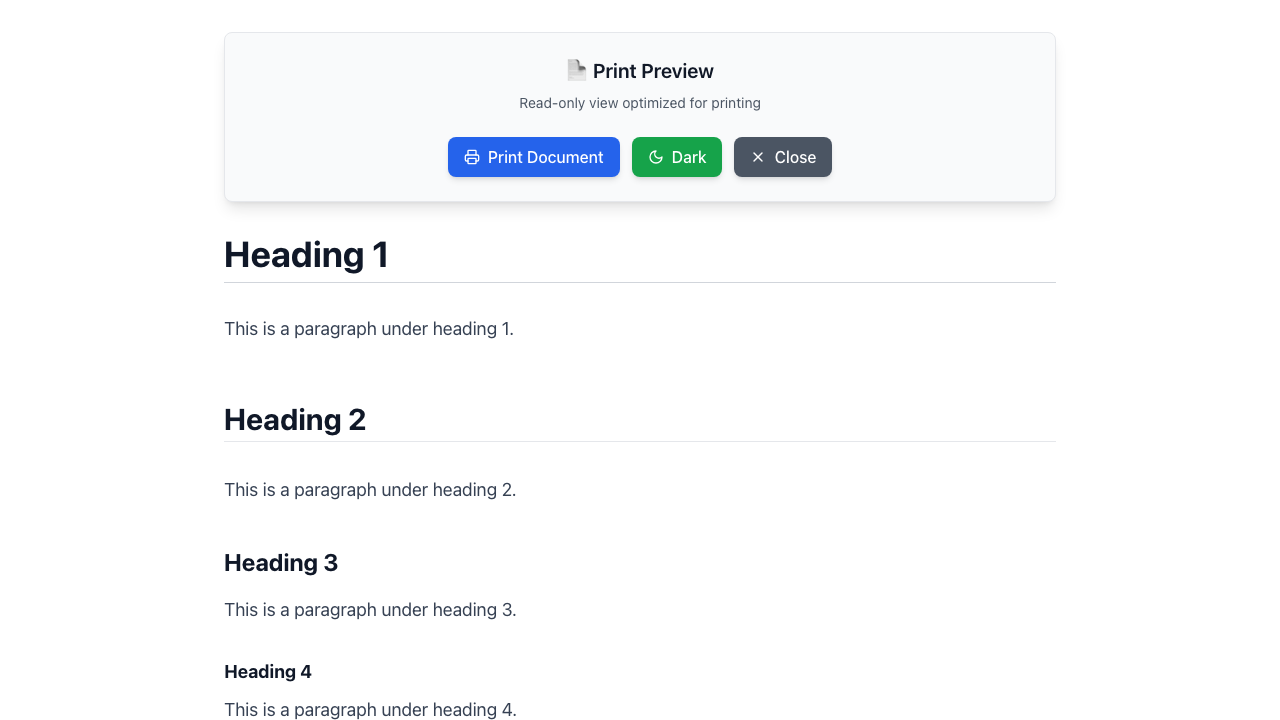 Print Preview
Read-only view optimized for printing
Print Document
Dark
Close
Heading 1
This is a paragraph under heading 1.
Heading 2
This is a paragraph under heading 2.
Heading 3
This is a paragraph under heading 3.
Heading 4
This is a paragraph under heading 4.